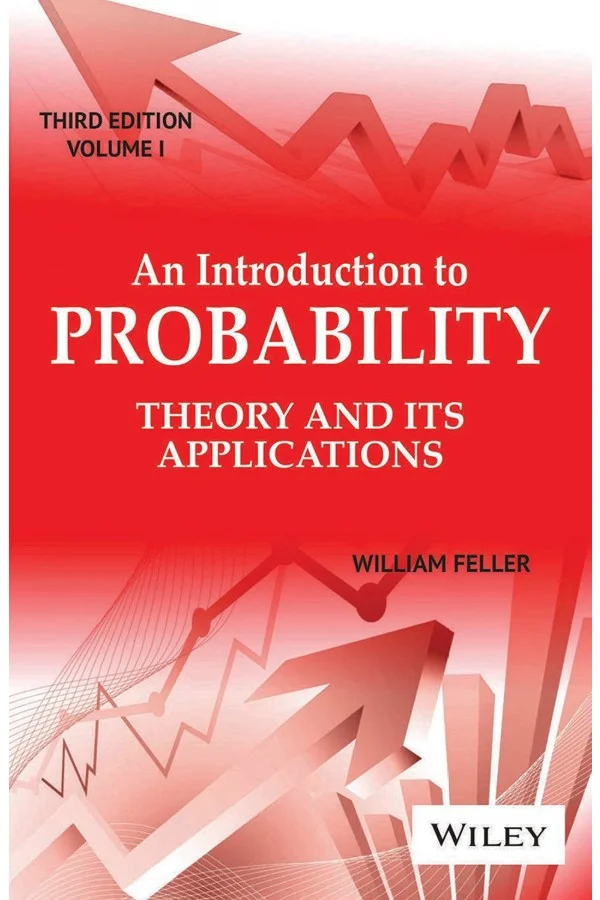 THIRD EDITION
VOLUME I
An Introduction to
PROBABILITY
THEORY AND ITS
APPLICATIONS
WILLIAM FELLER
WILEY